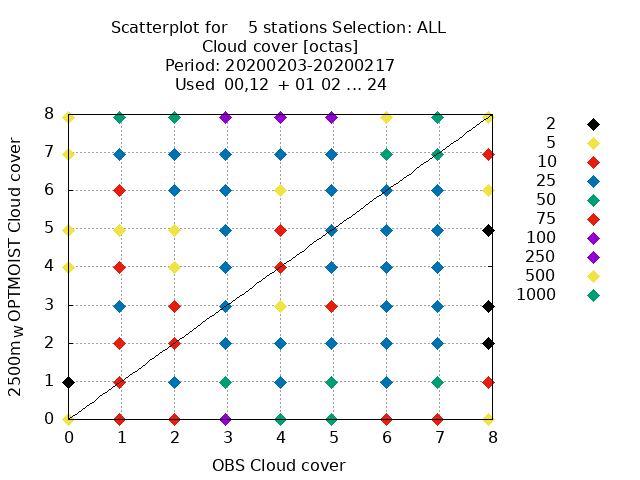 Scatterplot for 5 stations Selection: ALL
Cloud cover [octas]
Period: 20200203-20200217
Used 00,12 + 01 02 ... 24
2500m_W OPTMOIST Cloud cover
8
7
6
5
4
3
2
1
0
0 1 2 3 4 5 6 7 8
OBS Cloud cover
2
5
10
25
50
75
100
250
500
1000